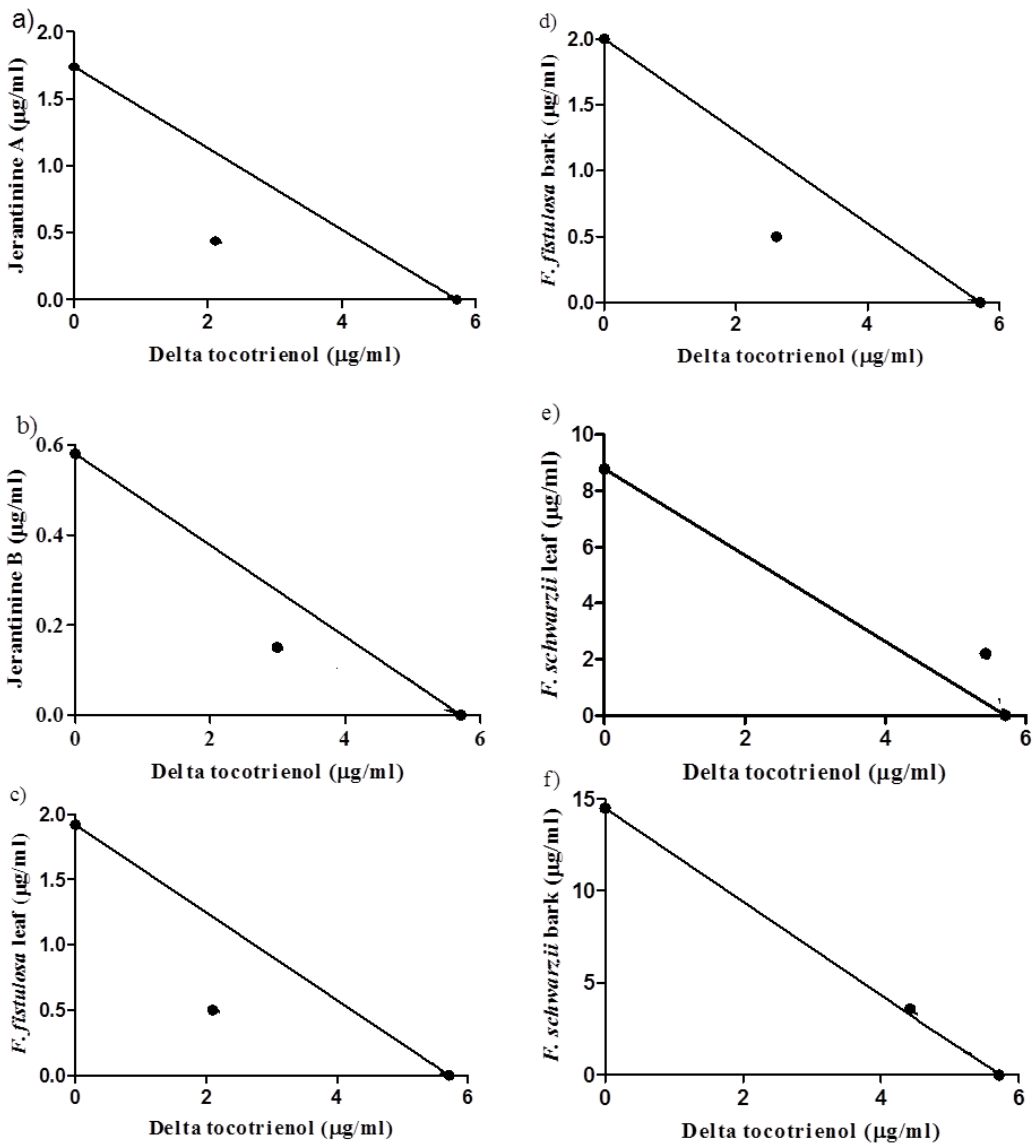 a)
Jerantinine A (µg/ml)
2.0
1.5
1.0
0.5
0.0
0 2 4 6
Delta tocotrienol (µg/ml)
d)
F. fistulosa bark (µg/ml)
2.0
1.5
1.0
0.5
0.0
0 2 4 6
Delta tocotrienol (µg/ml)
b)
Jerantinine B (µg/ml)
0.6
0.4
0.2
0.0
0 2 4 6
Delta tocotrienol (µg/ml)
e)
F. schwarzii leaf (µg/ml)
10
8
6
4
2
0
0 2 4 6
Delta tocotrienol (µg/ml)
c)
F. fistulosa leaf (µg/ml)
2.0
1.5
1.0
0.5
0.0
0 2 4 6
Delta tocotrienol (µg/ml)
f)
F. schwarzii bark (µg/ml)
15
10
5
0
0 2 4 6
Delta tocotrienol (µg/ml)